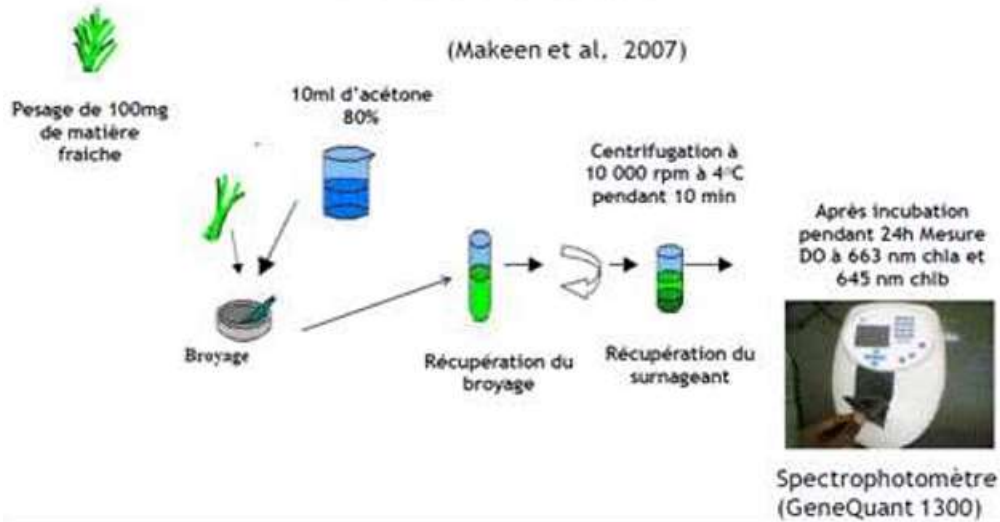 (Makeen et al, 2007)
Pesage de 100mg
de matière
fraiche
10ml d'acétone
80%
Broyage
Récupération du
broyage
Centrifugation à
10 000 rpm à 4°C
pendant 10 min
Récupération du
surnageant
Après incubation
pendant 24h Mesure
DO à 663 nm chla et
645 nm chlb
Spectrophotomètre
(GeneQuant 1300)